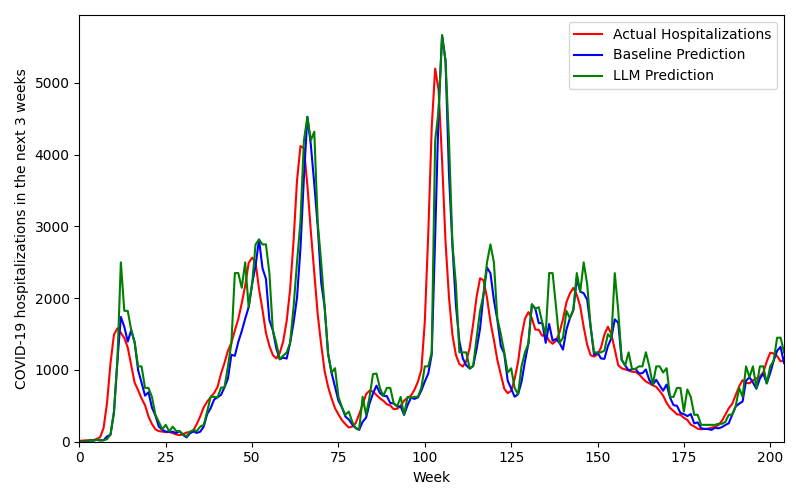 Actual Hospitalizations
Baseline Prediction
LLM Prediction
COVID-19 hospitalizations in the next 3 weeks
5000
4000
3000
2000
1000
0
0 25 50 75 100 125 150 175 200
Week